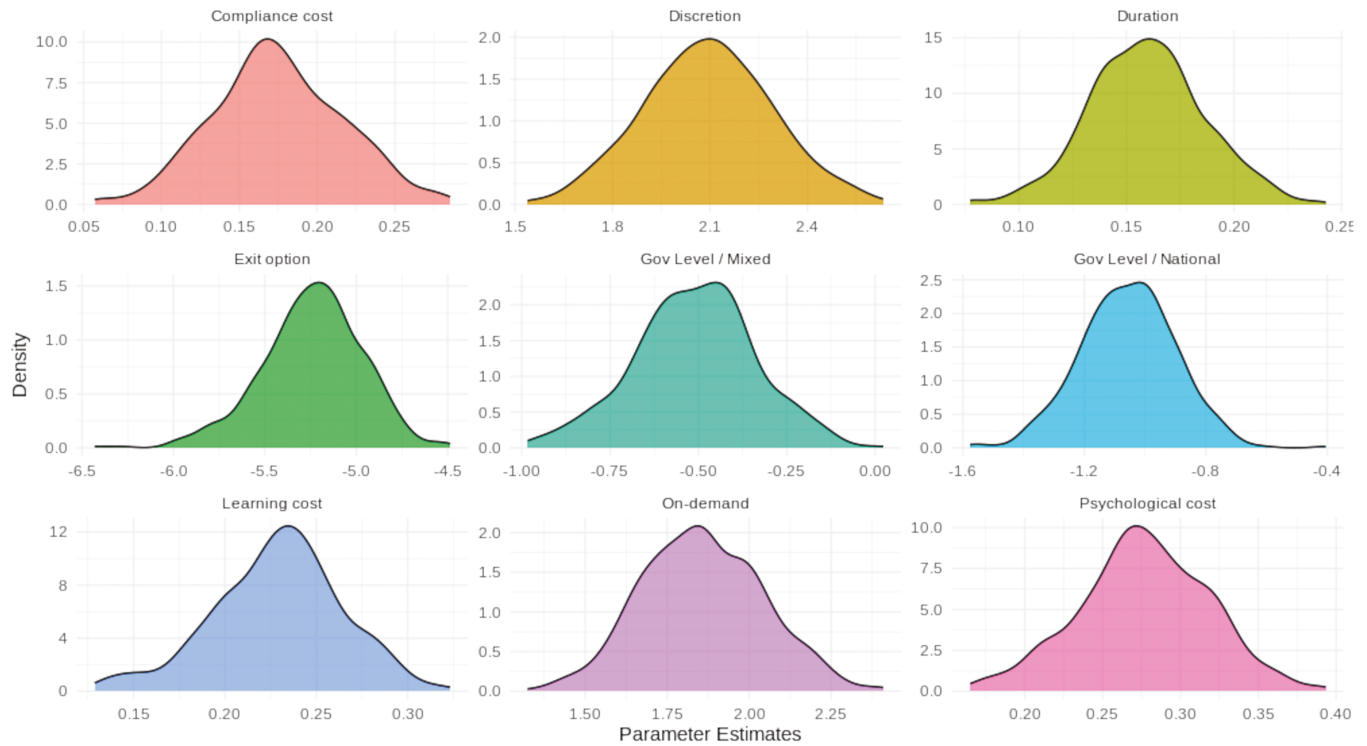 Compliance cost
Discretion
Duration
10.0
7.5
5.0
2.5
0.0
0.05 0.10 0.15 0.20 0.25
2.0
1.5
1.0
0.5
0.0
1.5 1.8 2.1 2.4
15
10
5
0
0.10 0.15 0.20 0.25
Exit option
Gov Level / Mixed
Gov Level / National
Density
1.5
1.0
0.5
0.0
-6.5 -6.0 -5.5 -5.0 -4.5
2.0
1.5
1.0
0.5
0.0
-1.00 -0.75 -0.50 -0.25 0.00
2.5
2.0
1.5
1.0
0.5
0.0
-1.6 -1.2 -0.8 -0.4
Learning cost
On-demand
Psychological cost
12
8
4
0
0.15 0.20 0.25 0.30
2.0
1.5
1.0
0.5
0.0
1.50 1.75 2.00 2.25
10.0
7.5
5.0
2.5
0.0
0.20 0.25 0.30 0.35 0.40
Parameter Estimates